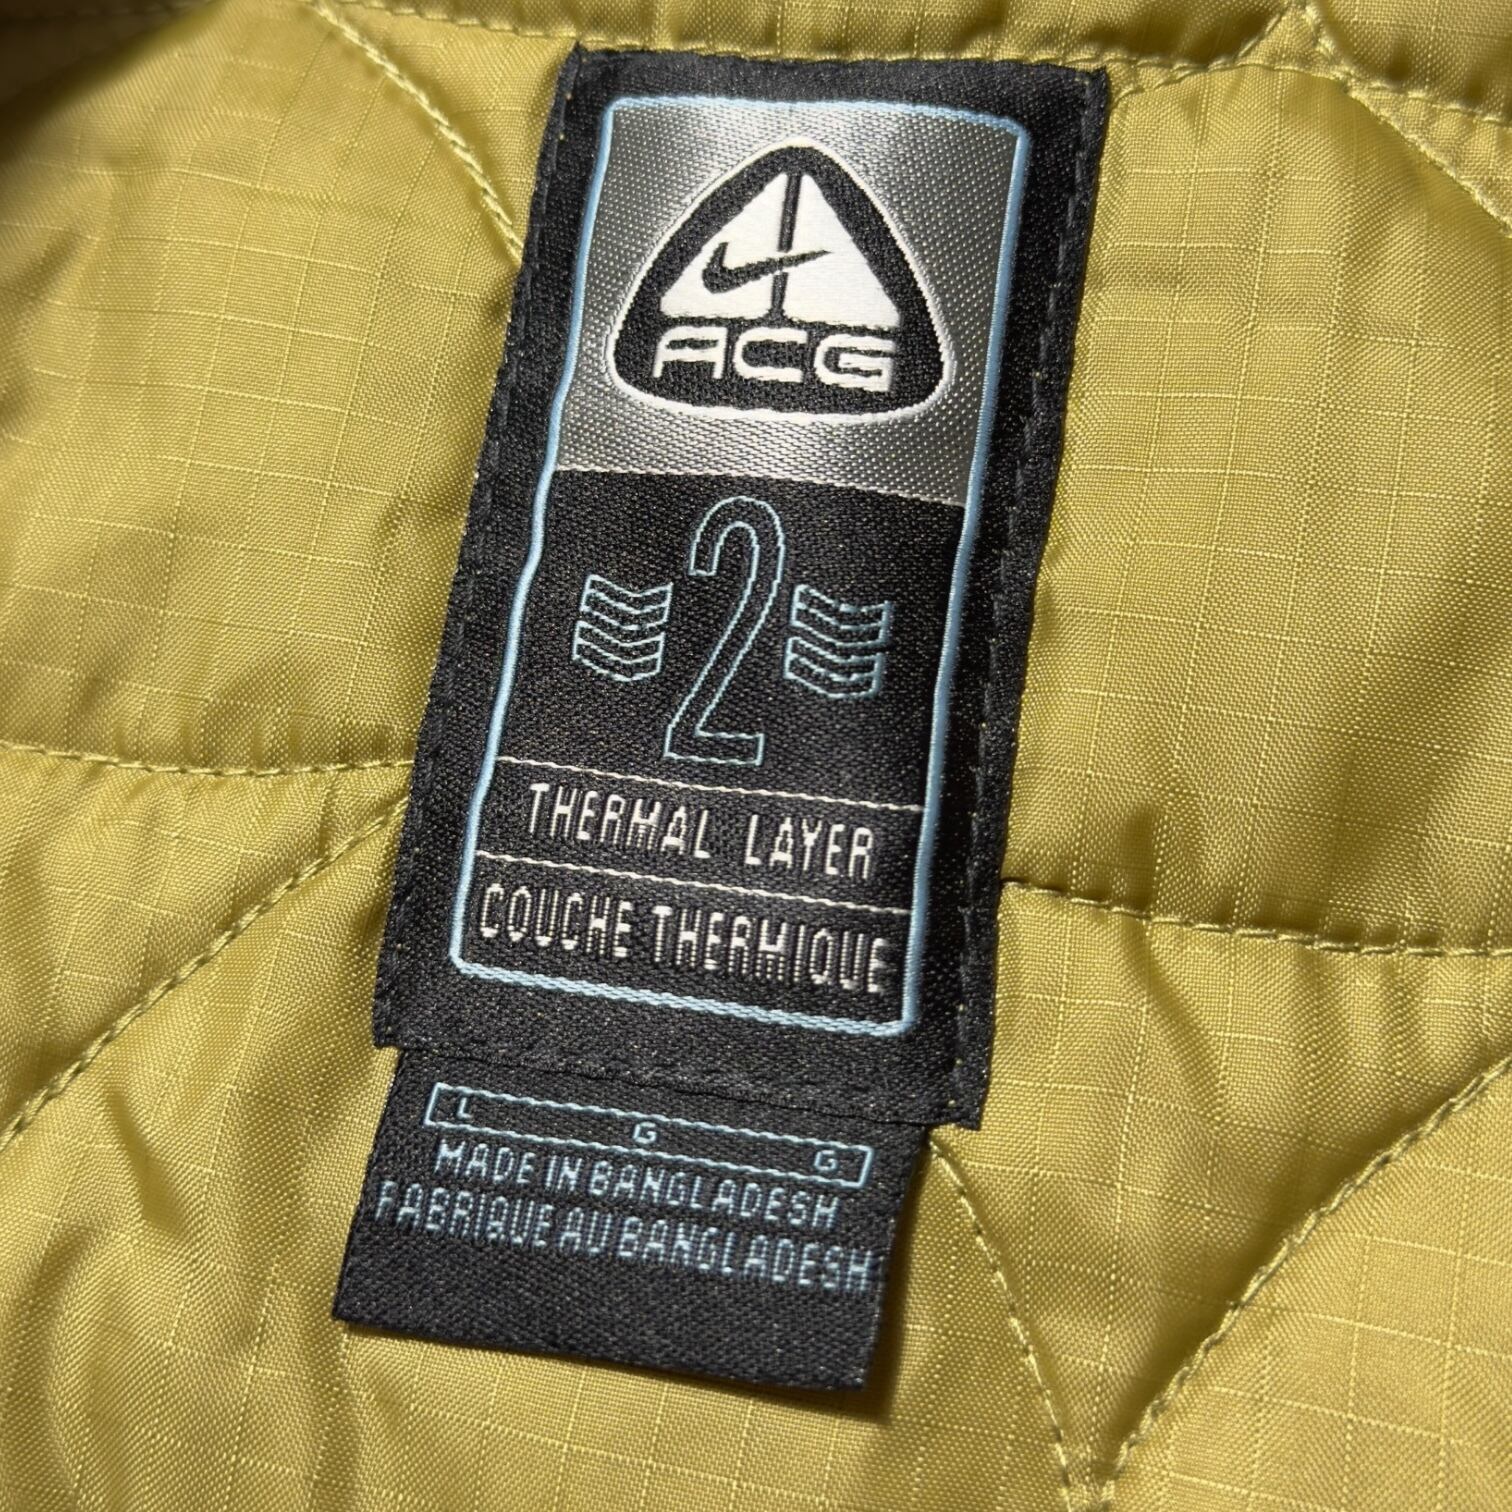 ACG
2
THERMAL LAYER
COUCHE THERMIQUE
L G G
MADE IN BANGLADESH
FABRIQUE AU BANGLADESH